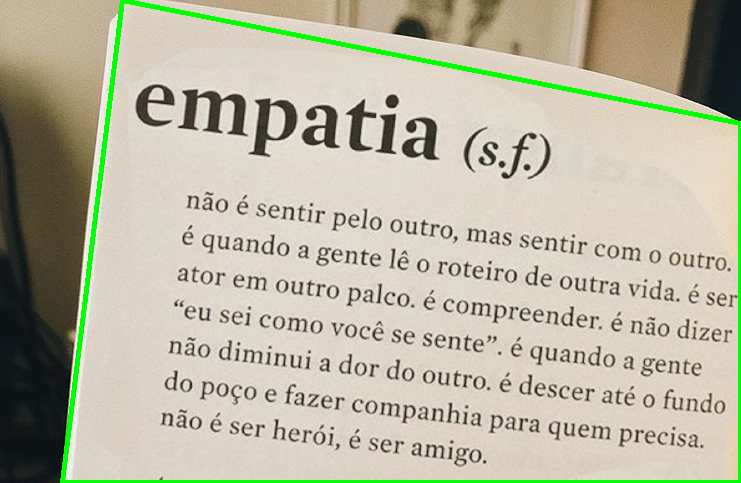 empatia (s.f.)
não é sentir pelo outro, mas sentir com o outro.
é quando a gente lê o roteiro de outra vida. é ser
ator em outro palco. é compreender. é não dizer
“eu sei como você se sente”. é quando a gente
não diminui a dor do outro. é descer até o fundo
do poço e fazer companhia para quem precisa.
não é ser herói, é ser amigo.